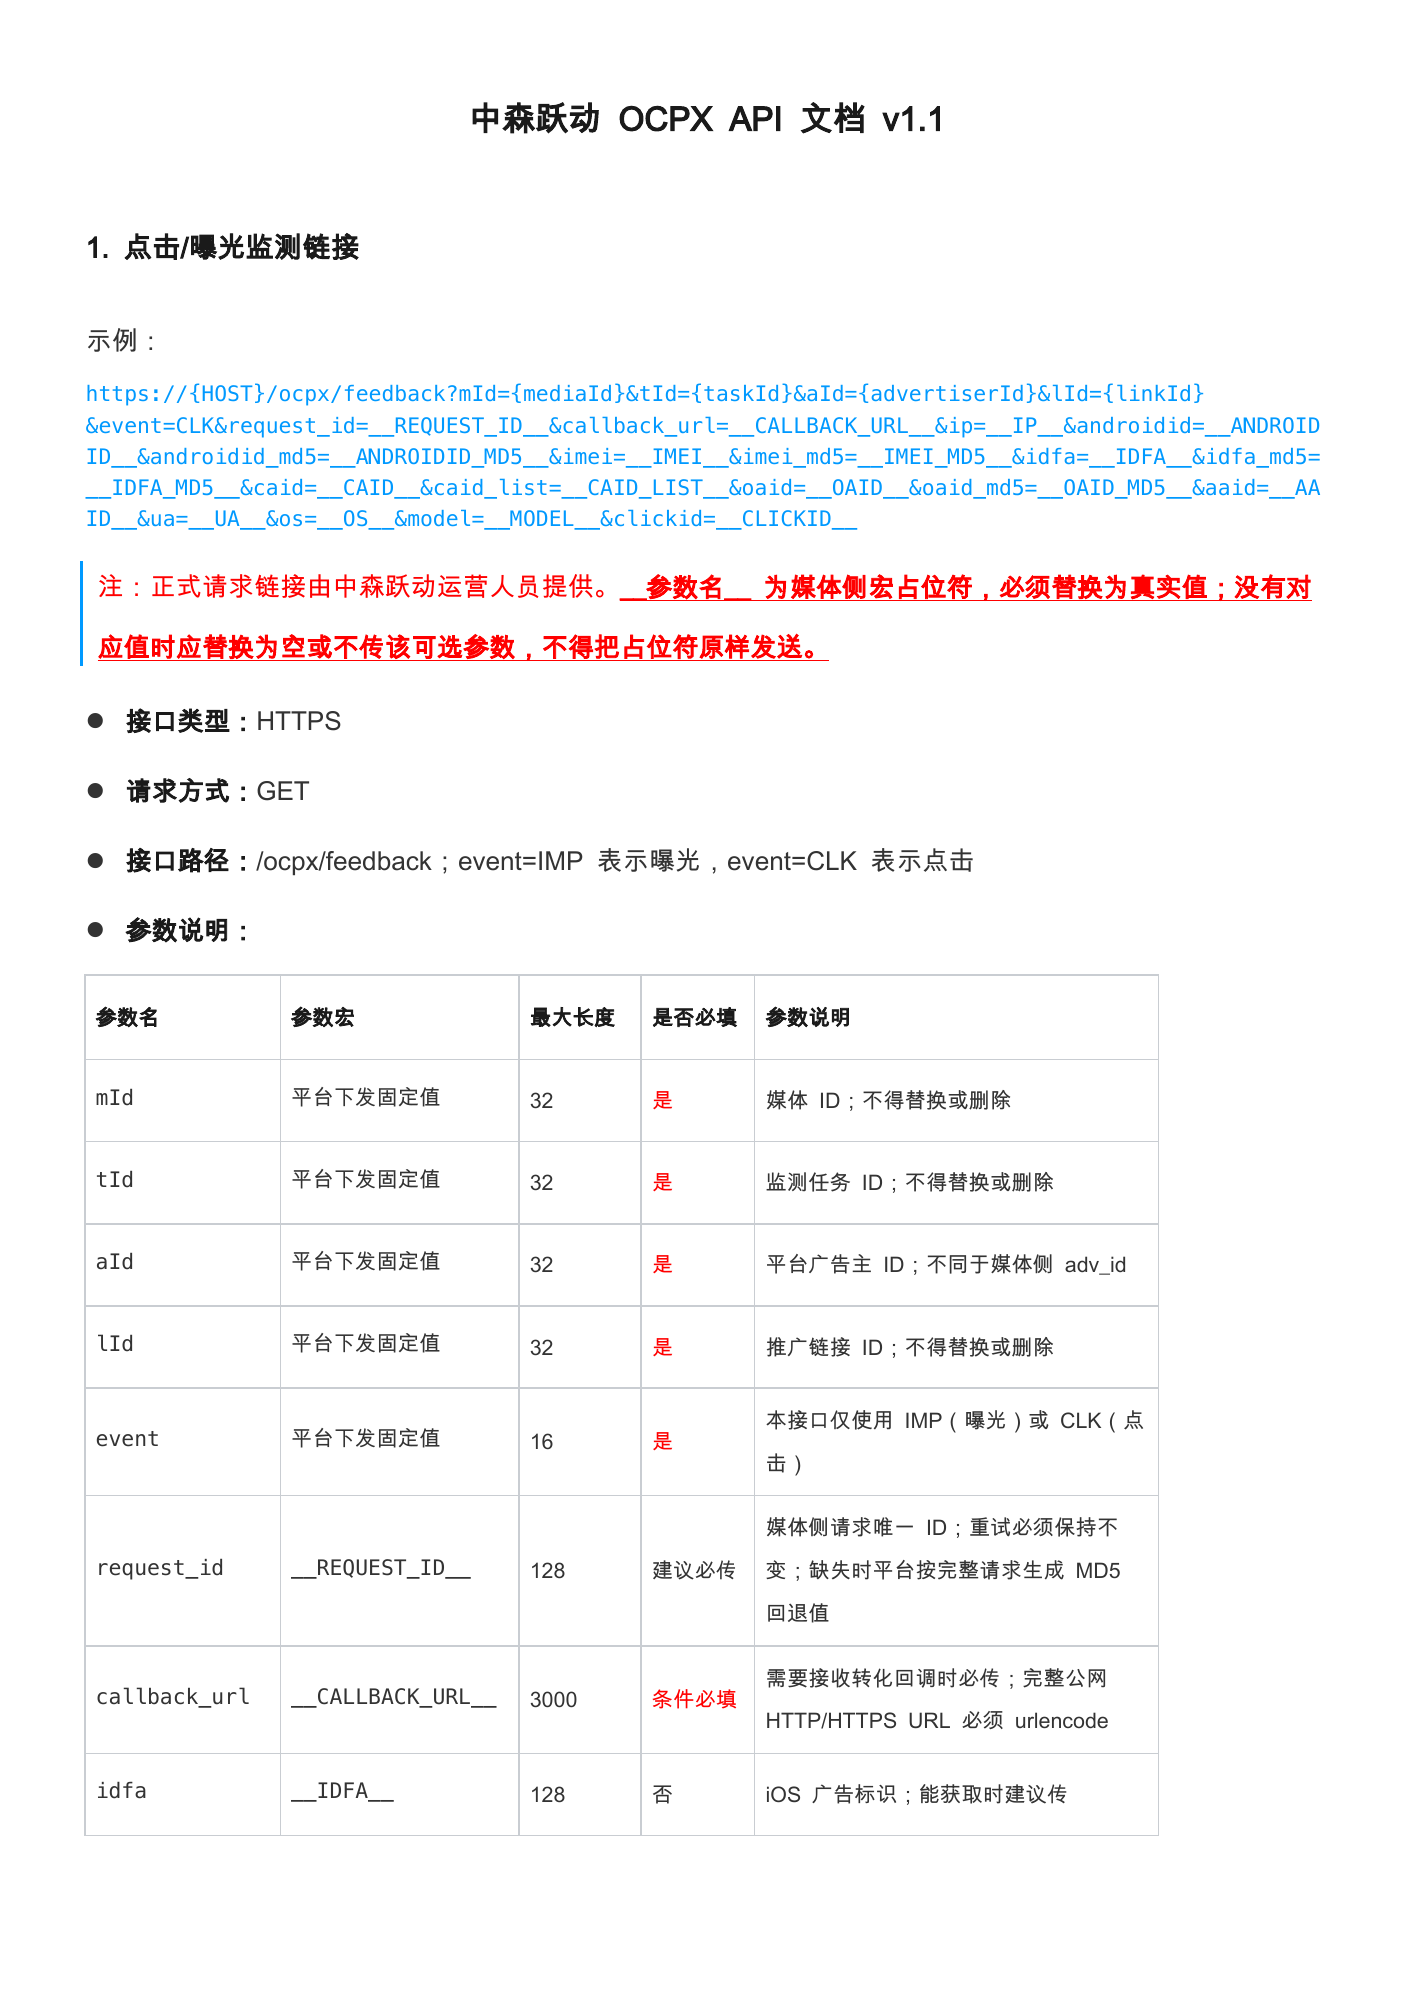 中森跃动 OCPX API 文档 v1.1
1. 点击/曝光监测链接
示例：
https://{HOST}/ocpx/feedback?mId={mediaId}&tId={taskId}&aId={advertiserId}&lId={linkId}
&event=CLK&request_id=__REQUEST_ID__&callback_url=__CALLBACK_URL__&ip=__IP__&androidid=__ANDROID
ID__&androidid_md5=__ANDROIDID_MD5__&imei=__IMEI__&imei_md5=__IMEI_MD5__&idfa=__IDFA__&idfa_md5=
__IDFA_MD5__&caid=__CAID__&caid_list=__CAID_LIST__&oaid=__OAID__&oaid_md5=__OAID_MD5__&aaid=__AA
ID__&ua=__UA__&os=__OS__&model=__MODEL__&clickid=__CLICKID__
注：正式请求链接由中森跃动运营人员提供。__参数名__ 为媒体侧宏占位符，必须替换为真实值；没有对
应值时应替换为空或不传该可选参数，不得把占位符原样发送。
● 接口类型：HTTPS
● 请求方式：GET
● 接口路径：/ocpx/feedback；event=IMP 表示曝光，event=CLK 表示点击
● 参数说明：
参数名 参数宏 最大长度 是否必填 参数说明
mId 平台下发固定值 32 是 媒体 ID；不得替换或删除
tId 平台下发固定值 32 是 监测任务 ID；不得替换或删除
aId 平台下发固定值 32 是 平台广告主 ID；不同于媒体侧 adv_id
lId 平台下发固定值 32 是 推广链接 ID；不得替换或删除
event 平台下发固定值 16 是 本接口仅使用 IMP（曝光）或 CLK（点
击）
request_id __REQUEST_ID__ 128 建议必传 媒体侧请求唯一 ID；重试必须保持不
变；缺失时平台按完整请求生成 MD5
回退值
callback_url __CALLBACK_URL__ 3000 条件必填 需要接收转化回调时必传；完整公网
HTTP/HTTPS URL 必须 urlencode
idfa __IDFA__ 128 否 iOS 广告标识；能获取时建议传